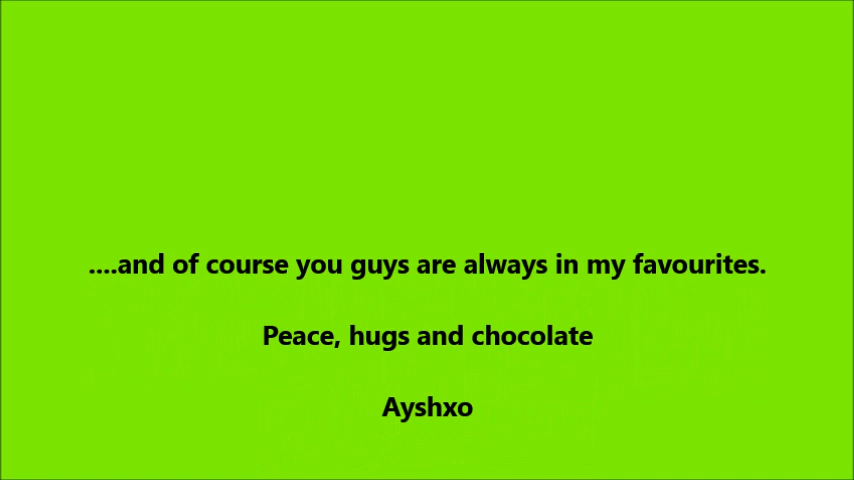 ....and of course you guys are always in my favourites.
Peace, hugs and chocolate
Ayshxo